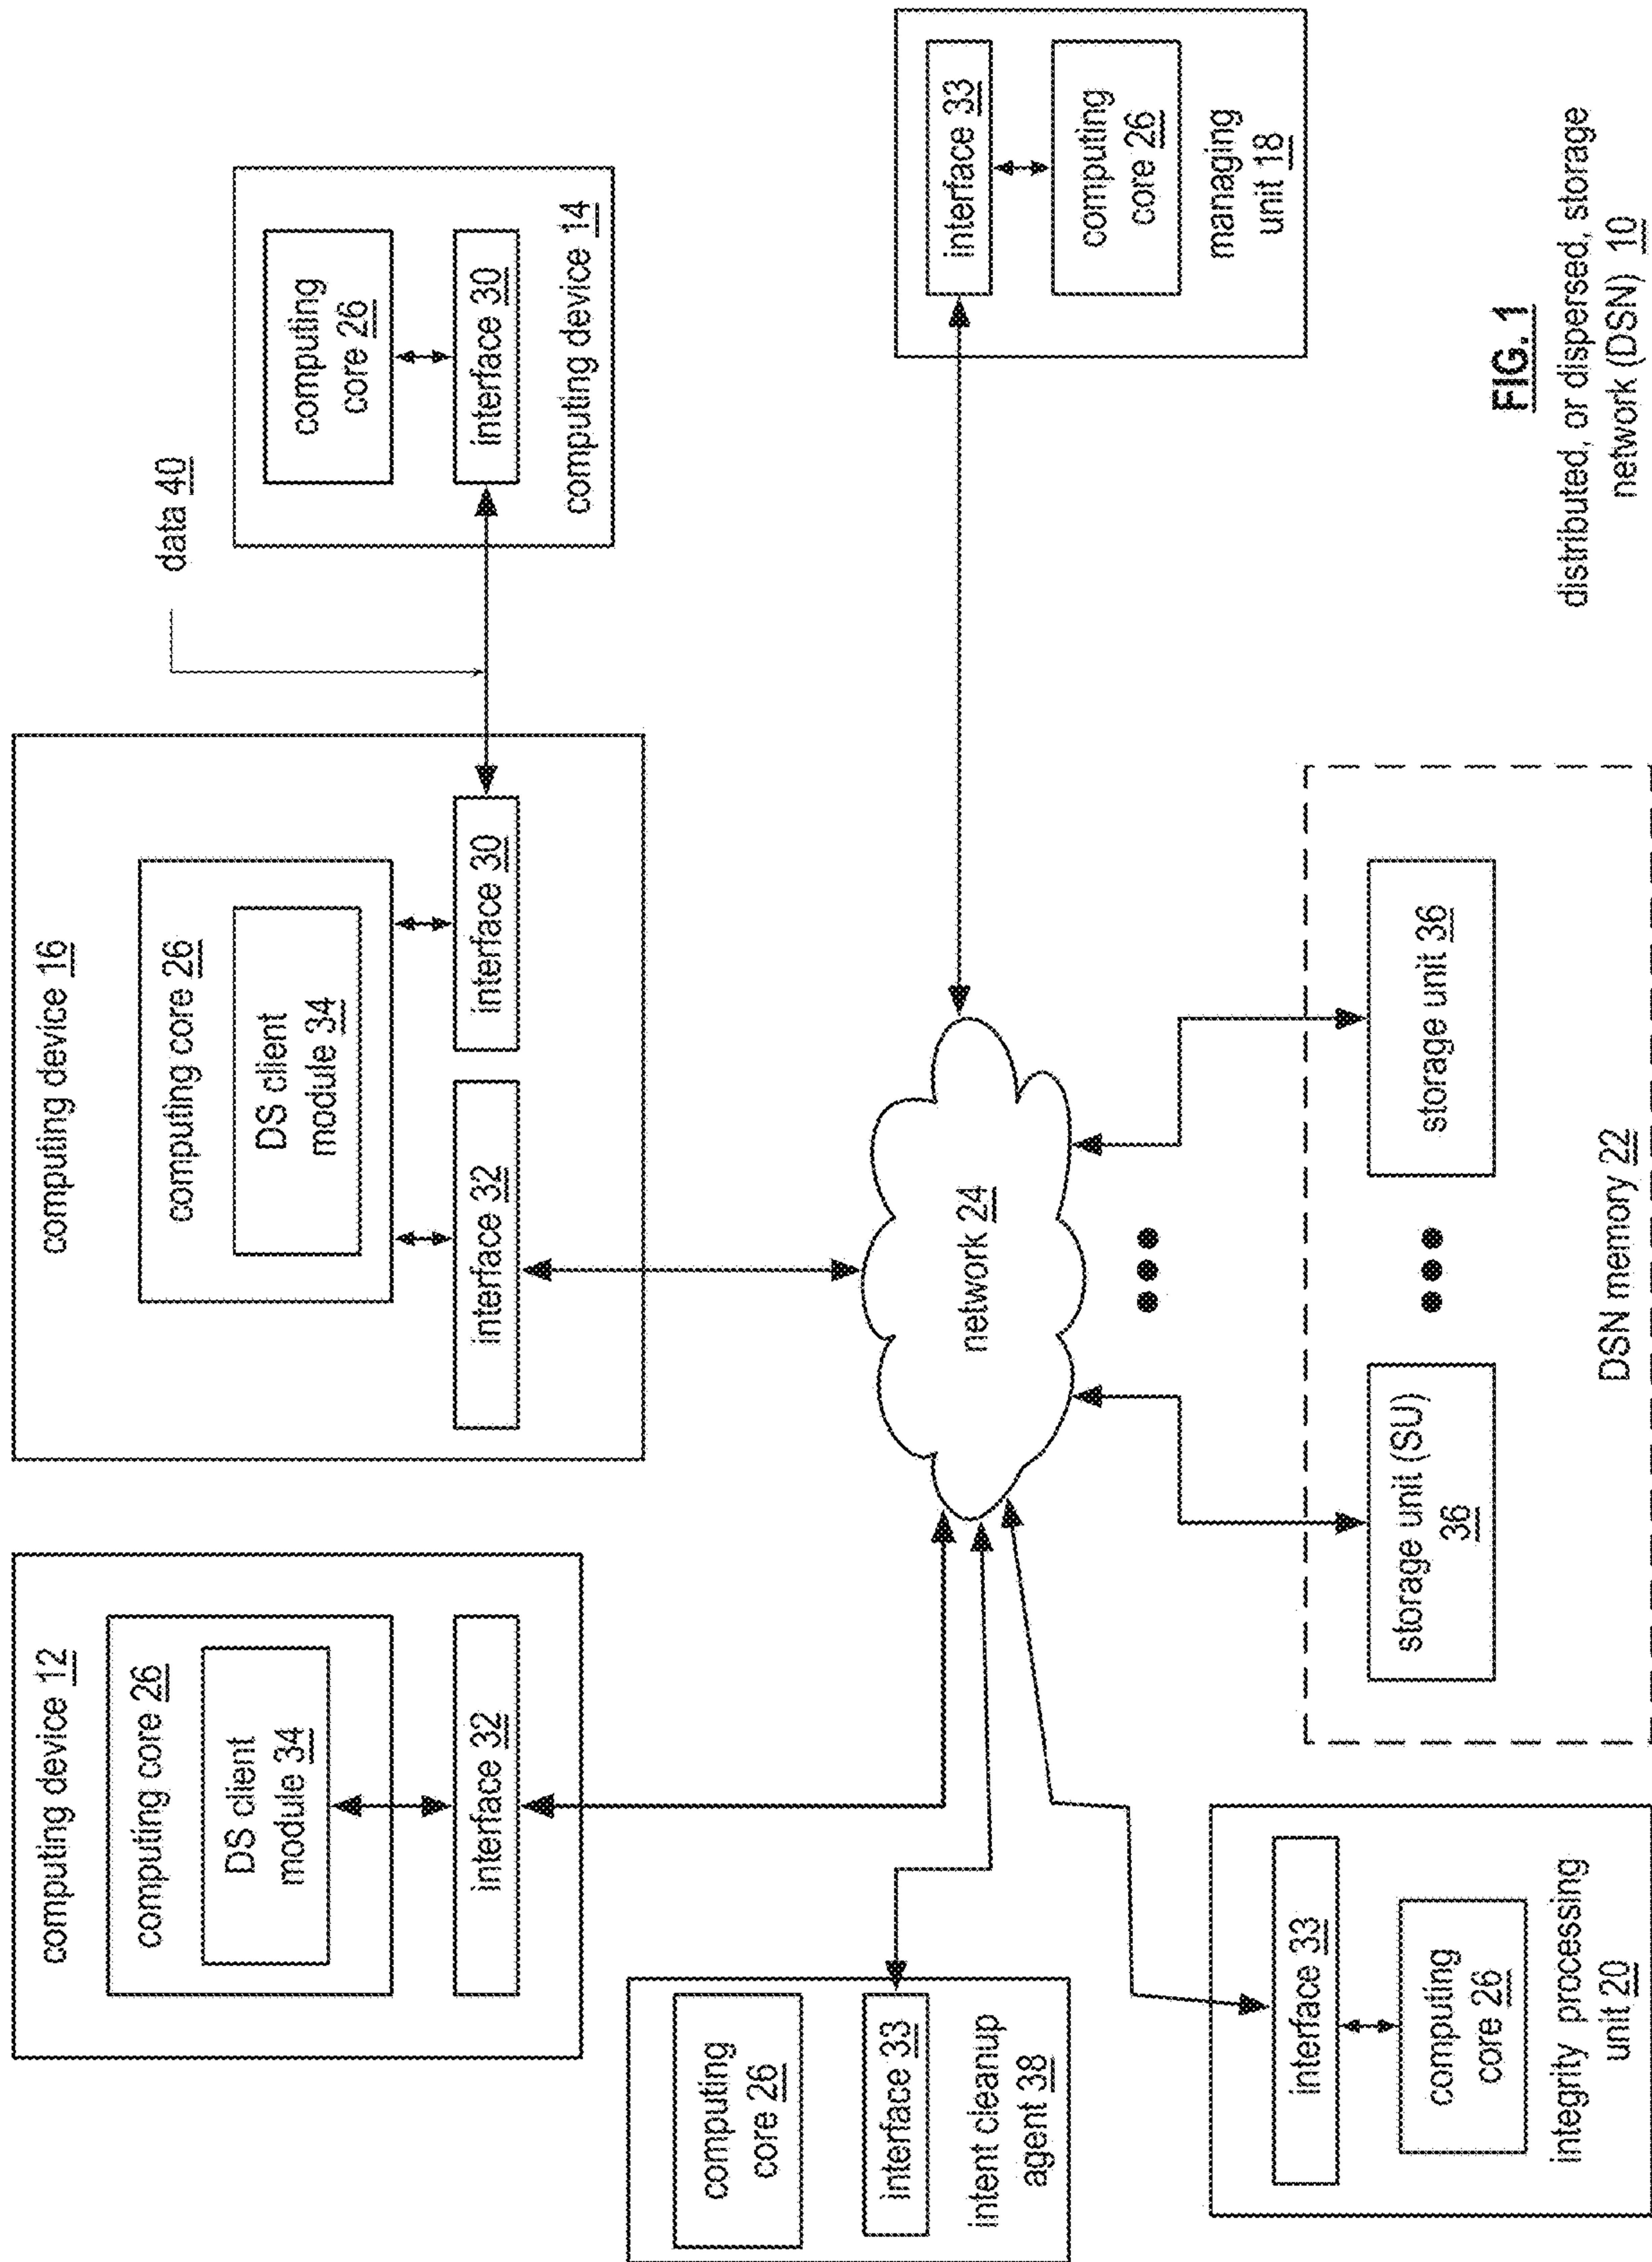 computing device 12
computing core 26
DS client
module 34
interface 32
computing device 16
computing core 26
DS client
module 34
interface 32
interface 30
data 40
computing
core 26
interface 30
computing device 14
computing
core 26
interface 33
intent cleanup
agent 38
network 24
interface 33
computing
core 26
managing
unit 18
interface 33
computing
core 26
integrity processing
unit 20
storage unit (SU)
36
storage unit 36
DSN memory 22
FIG. 1
distributed, or dispersed, storage
network (DSN) 10